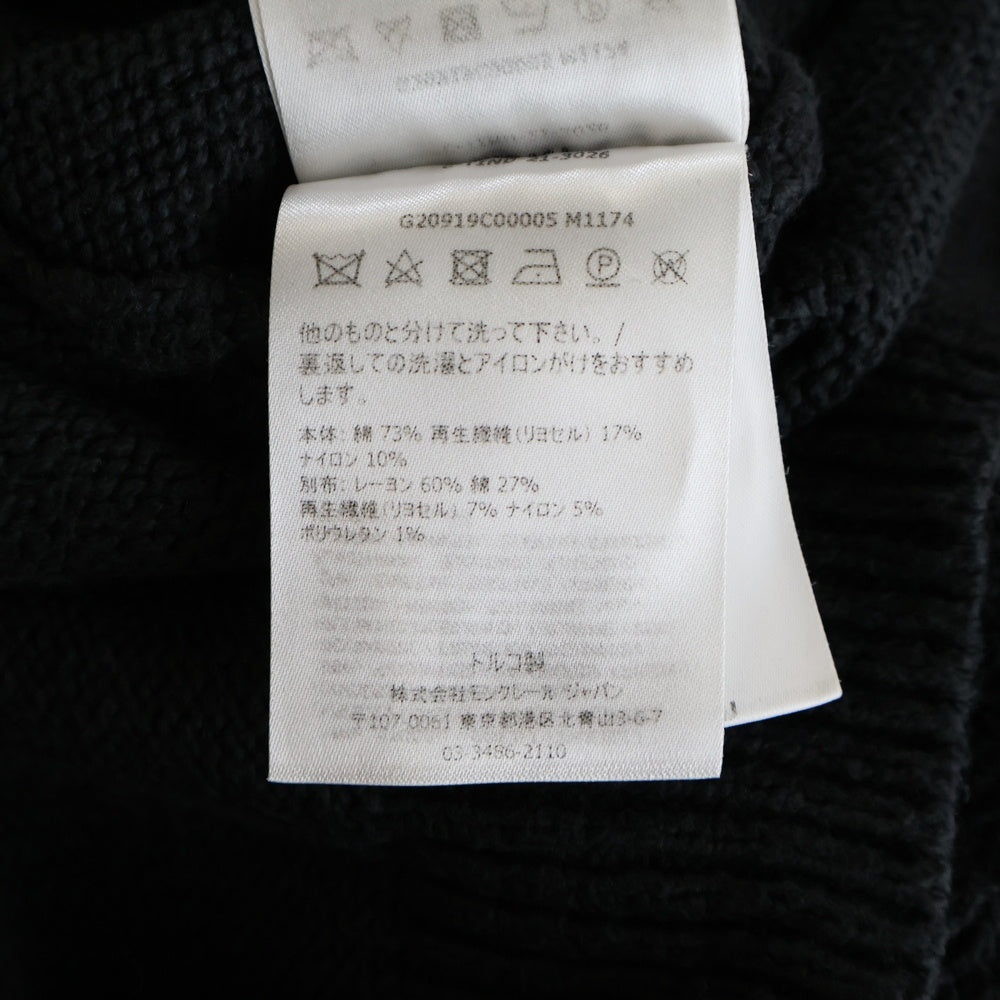 G20919C00005 M1174
P
W
他のものと分けて洗って下さい。/
裏返しての洗濯とアイロンがけをおすすめ
します。
本体: 綿 73% 再生繊維(リヨセル) 17%
ナイロン 10%
別布: レーヨン 60% 綿 27%
再生繊維(リヨセル) 7% ナイロン 5%
ポリウレタン 1%
トルコ製
株式会社モンクレール ジャパン
〒107-0061 東京都港区北青山3-6-7
03-3486-2110